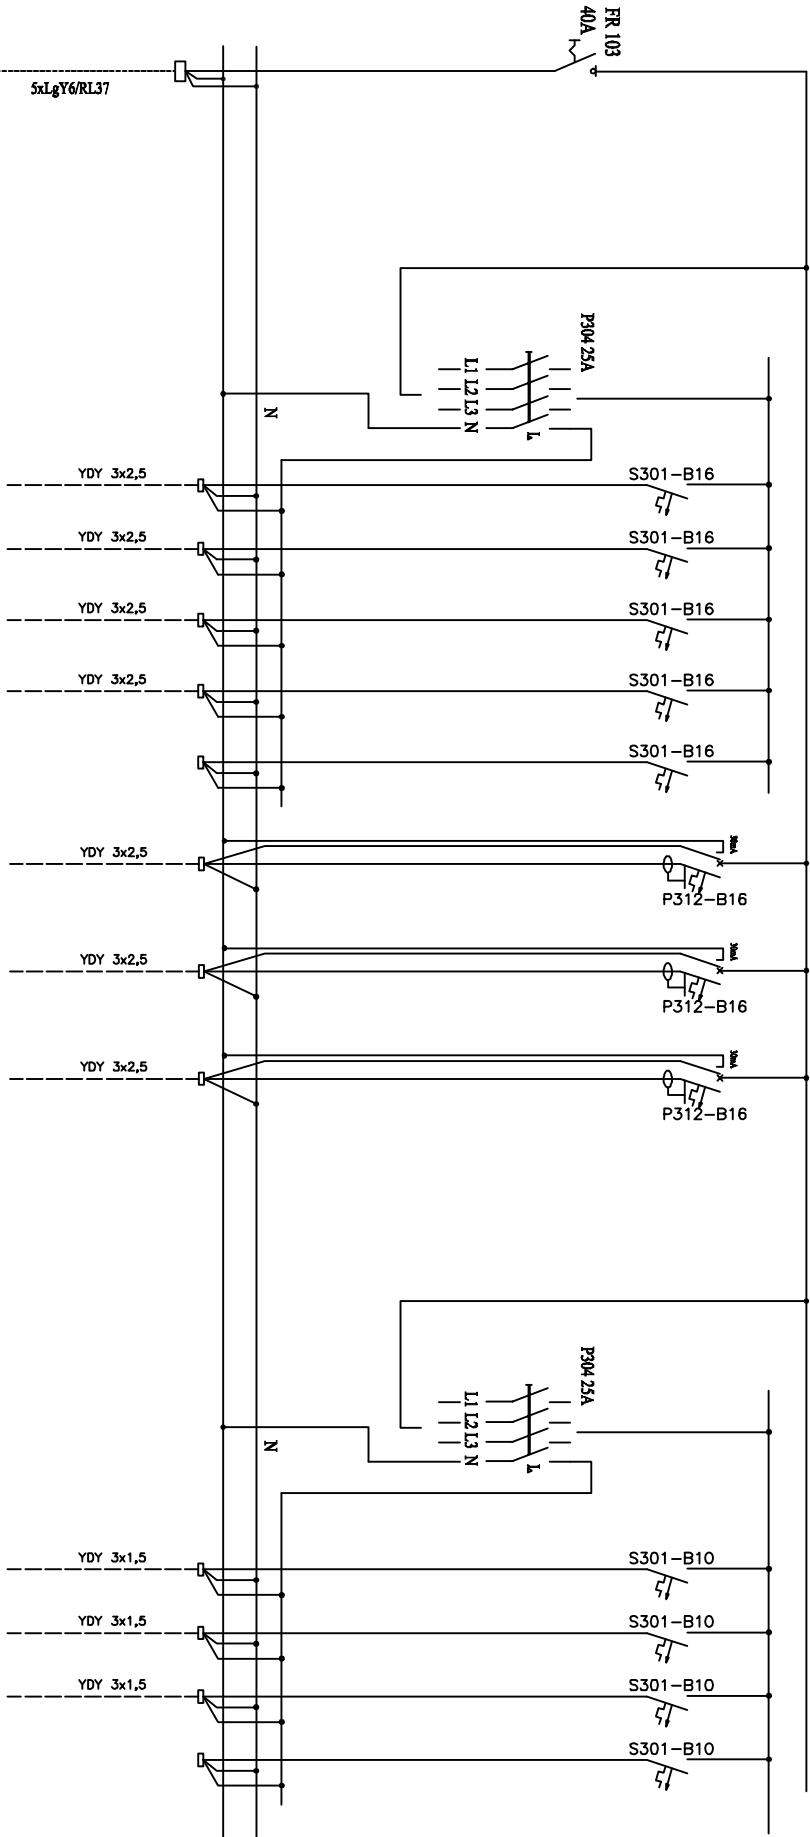 FR 103
40A
5xLgY6/RL37
P304 25A
L1 L2 L3 N
L
N
YDY 3x2,5
S301-B16
YDY 3x2,5
S301-B16
YDY 3x2,5
S301-B16
YDY 3x2,5
S301-B16
S301-B16
30mA
YDY 3x2,5
P312-B16
30mA
YDY 3x2,5
P312-B16
30mA
YDY 3x2,5
P312-B16
P304 25A
L1 L2 L3 N
L
N
YDY 3x1,5
S301-B10
YDY 3x1,5
S301-B10
YDY 3x1,5
S301-B10
S301-B10